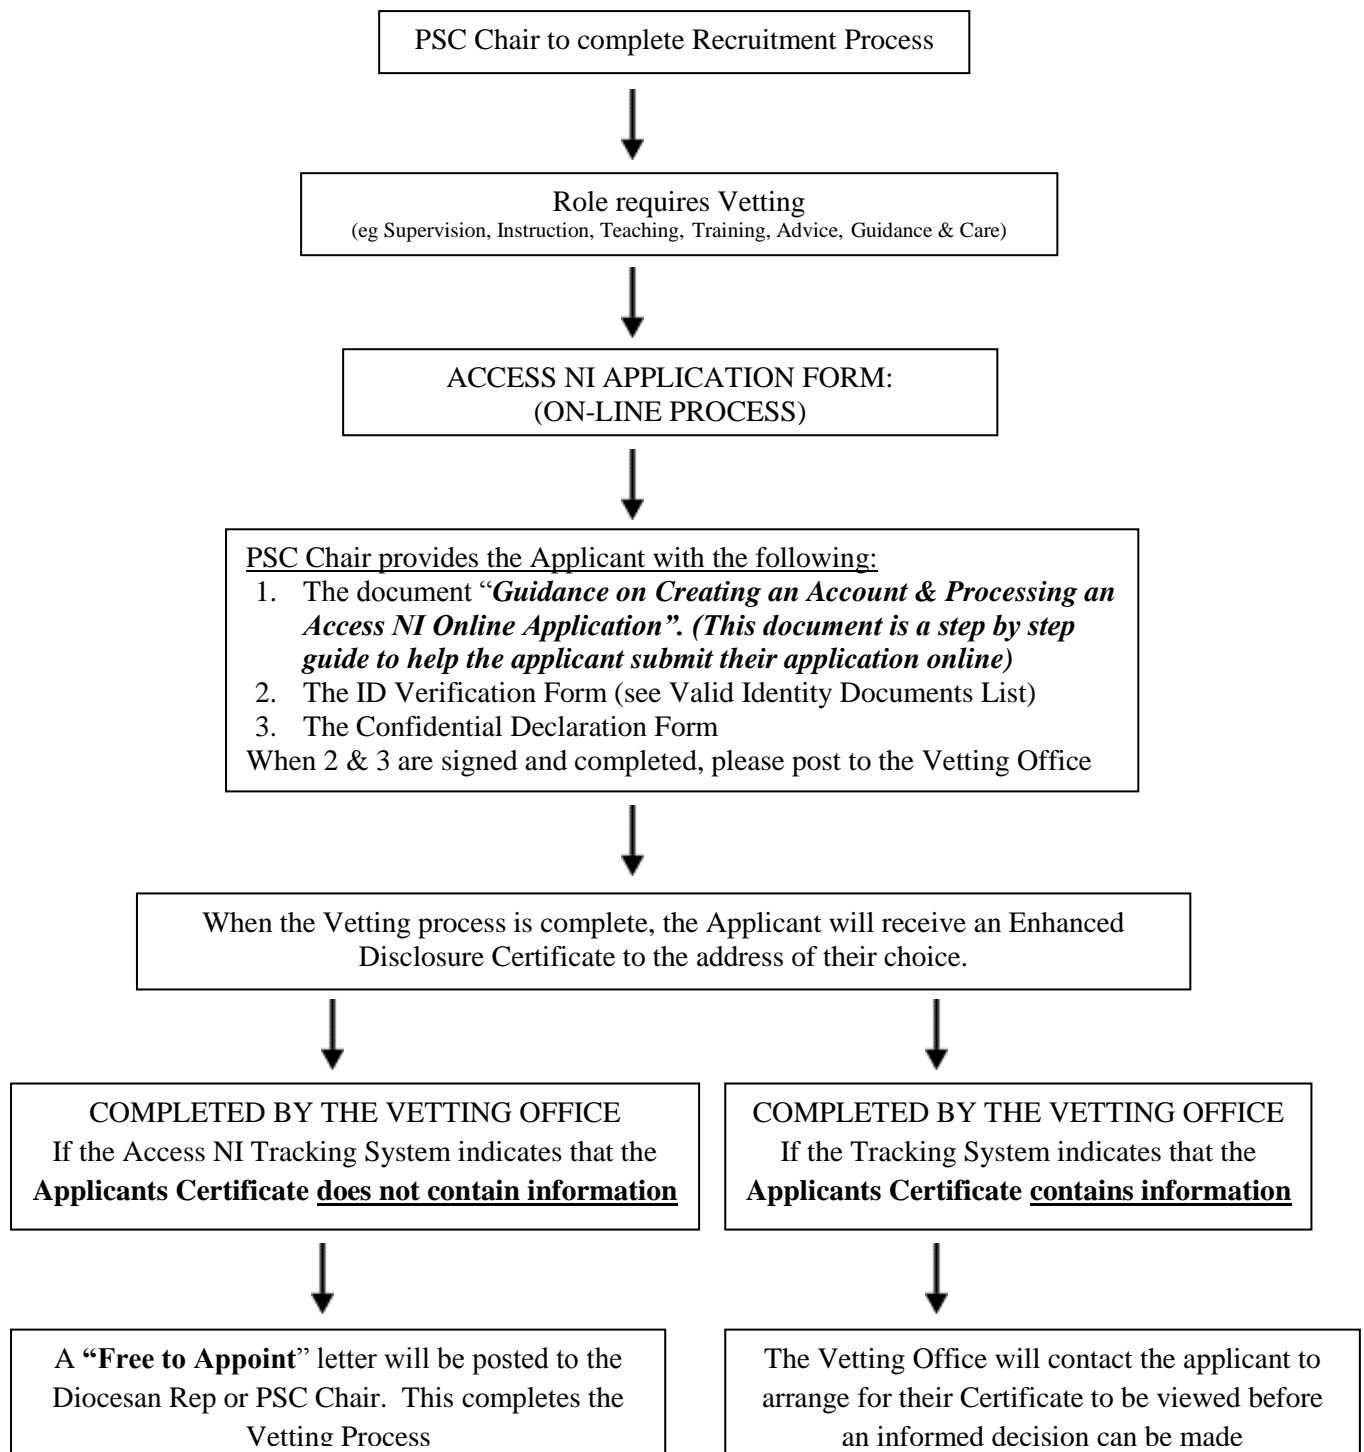 PSC Chair to complete Recruitment Process
Role requires Vetting
(eg Supervision, Instruction, Teaching, Training, Advice, Guidance & Care)
ACCESS NI APPLICATION FORM:
(ON-LINE PROCESS)
PSC Chair provides the Applicant with the following:
1. The document “Guidance on Creating an Account & Processing an
Access NI Online Application”. (This document is a step by step
guide to help the applicant submit their application online)
2. The ID Verification Form (see Valid Identity Documents List)
3. The Confidential Declaration Form
When 2 & 3 are signed and completed, please post to the Vetting Office
When the Vetting process is complete, the Applicant will receive an Enhanced
Disclosure Certificate to the address of their choice.
COMPLETED BY THE VETTING OFFICE
If the Access NI Tracking System indicates that the
Applicants Certificate does not contain information
COMPLETED BY THE VETTING OFFICE
If the Tracking System indicates that the
Applicants Certificate contains information
A “Free to Appoint” letter will be posted to the
Diocesan Rep or PSC Chair. This completes the
Vetting Process
The Vetting Office will contact the applicant to
arrange for their Certificate to be viewed before
an informed decision can be made